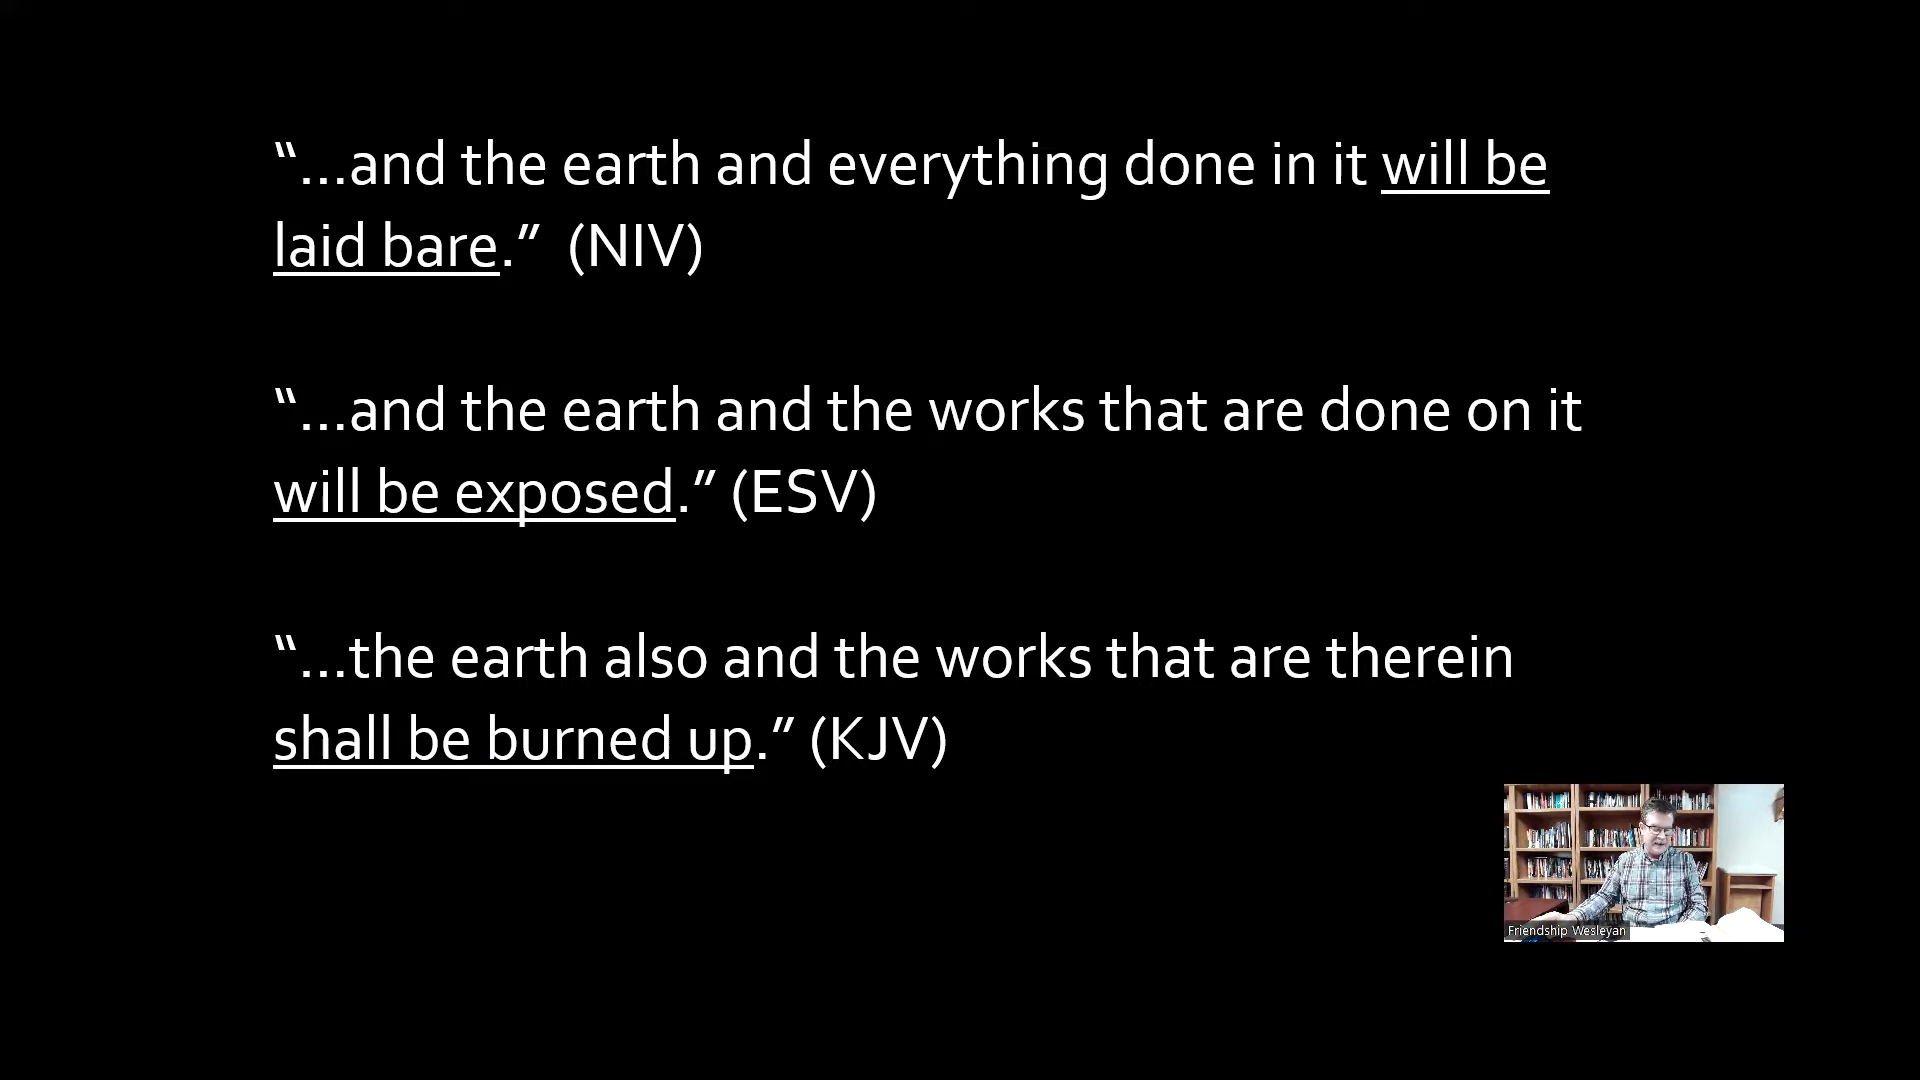 “…and the earth and everything done in it will be
laid bare.”  (NIV)
“…and the earth and the works that are done on it
will be exposed.” (ESV)
“…the earth also and the works that are therein
shall be burned up.” (KJV)
Friendship Wesleyan